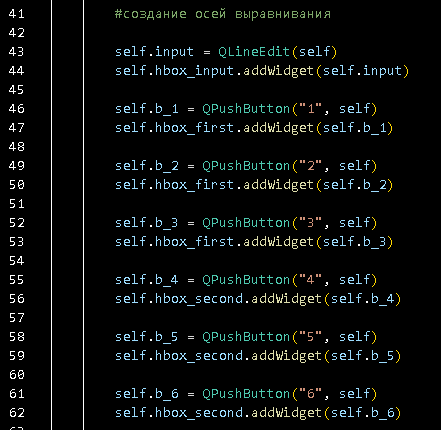 41 #создание осей выравнивания
42
43 self.input = QLineEdit(self)
44 self.hbox_input.addWidget(self.input)
45
46 self.b_1 = QPushButton("1", self)
47 self.hbox_first.addWidget(self.b_1)
48
49 self.b_2 = QPushButton("2", self)
50 self.hbox_first.addWidget(self.b_2)
51
52 self.b_3 = QPushButton("3", self)
53 self.hbox_first.addWidget(self.b_3)
54
55 self.b_4 = QPushButton("4", self)
56 self.hbox_second.addWidget(self.b_4)
57
58 self.b_5 = QPushButton("5", self)
59 self.hbox_second.addWidget(self.b_5)
60
61 self.b_6 = QPushButton("6", self)
62 self.hbox_second.addWidget(self.b_6)